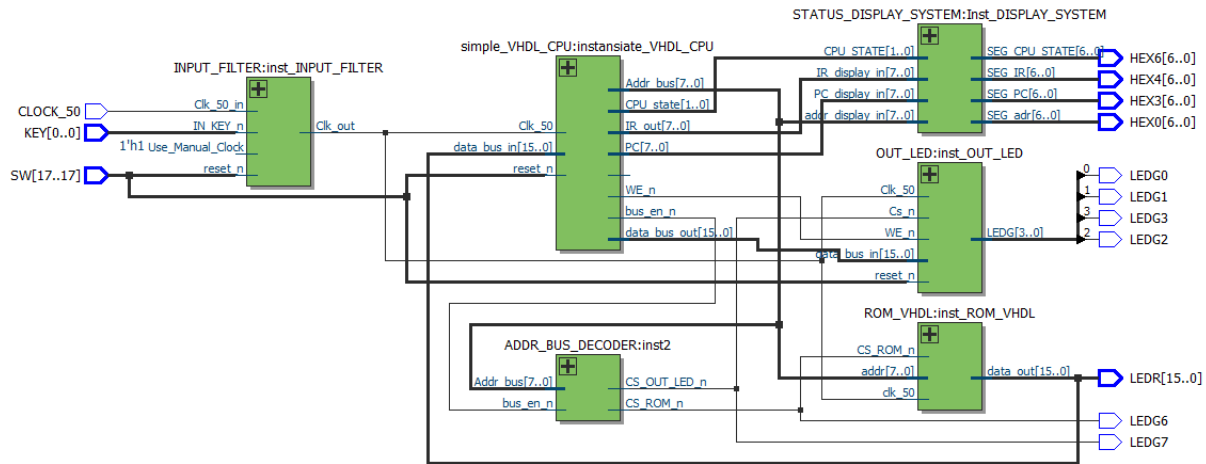 STATUS_DISPLAY_SYSTEM:Inst_DISPLAY_SYSTEM
simple_VHDL_CPU:instansiate_VHDL_CPU
INPUT_FILTER:inst_INPUT_FILTER
CLOCK_50
KEY[0..0]
1'h1
SW[17..17]
Clk_50_in
IN_KEY_n
Use_Manual_Clock
reset_n
Clk_out
Clk_50
data_bus_in[15..0]
reset_n
Addr_bus[7..0]
CPU_state[1..0]
IR_out[7..0]
PC[7..0]
WE_n
bus_en_n
data_bus_out[15..0]
CPU_STATE[1..0]
IR_display_in[7..0]
PC_display_in[7..0]
addr_display_in[7..0]
SEG_CPU_STATE[6..0]
SEG_IR[6..0]
SEG_PC[6..0]
SEG_adr[6..0]
HEX6[6..0]
HEX4[6..0]
HEX3[6..0]
HEX0[6..0]
OUT_LED:inst_OUT_LED
Clk_50
Cs_n
WE_n
data_bus_in[15..0]
reset_n
LEDG[3..0]
0
1
3
2
LEDG0
LEDG1
LEDG3
LEDG2
ADDR_BUS_DECODER:inst2
Addr_bus[7..0]
bus_en_n
CS_OUT_LED_n
CS_ROM_n
ROM_VHDL:inst_ROM_VHDL
CS_ROM_n
addr[7..0]
clk_50
data_out[15..0]
LEDR[15..0]
LEDG6
LEDG7